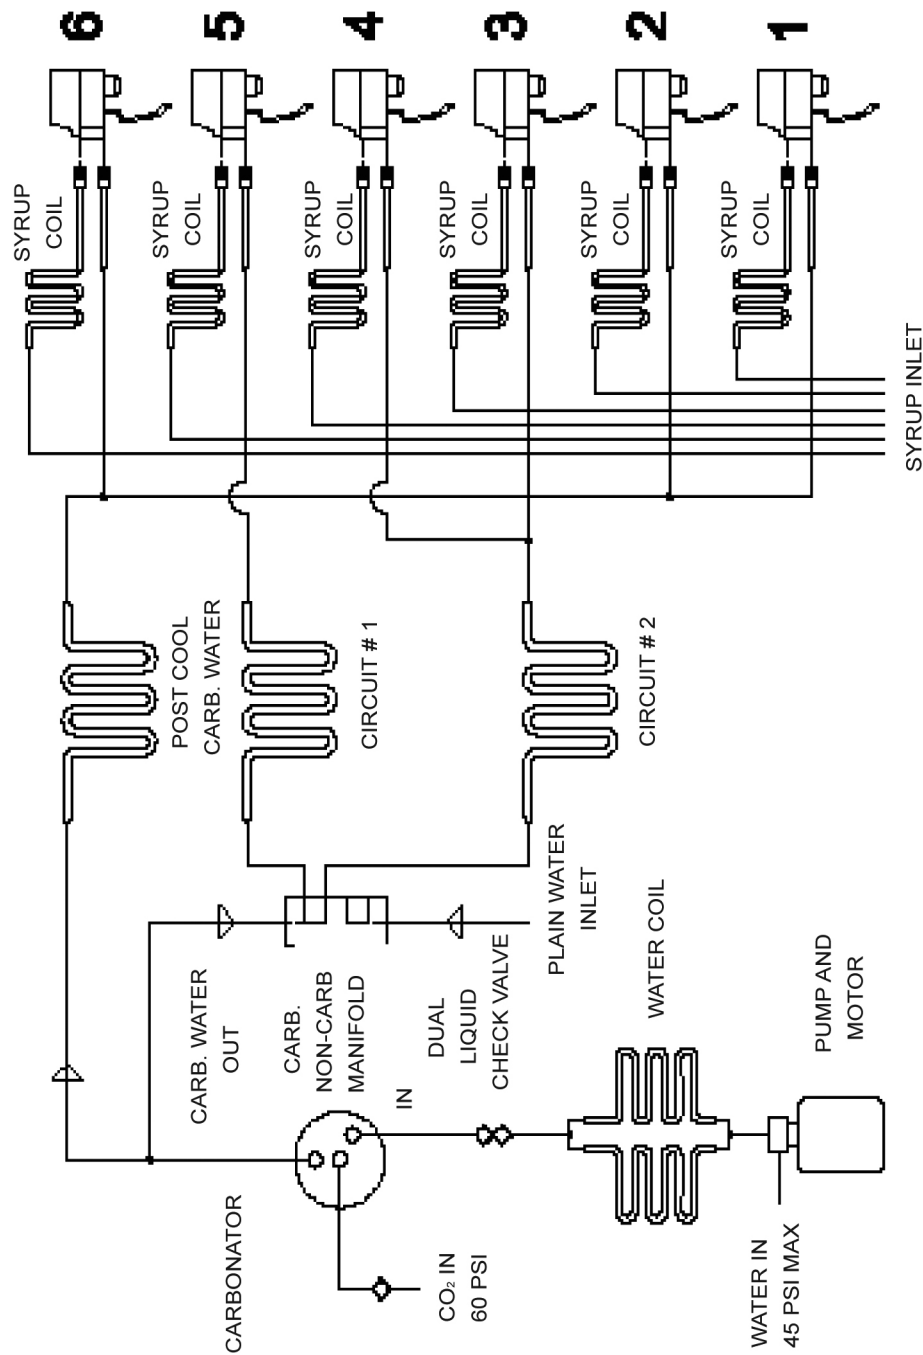 6
5
4
3
2
1
SYRUP
COIL
SYRUP
COIL
SYRUP
COIL
SYRUP
COIL
SYRUP
COIL
SYRUP
COIL
SYRUP INLET
POST COOL
CARB. WATER
CIRCUIT # 1
CIRCUIT # 2
CARB. WATER
OUT
CARB.
NON-CARB
MANIFOLD
IN
DUAL
LIQUID
CHECK VALVE
PLAIN WATER
INLET
WATER COIL
PUMP AND
MOTOR
CARBONATOR
CO₂ IN
60 PSI
WATER IN
45 PSI MAX